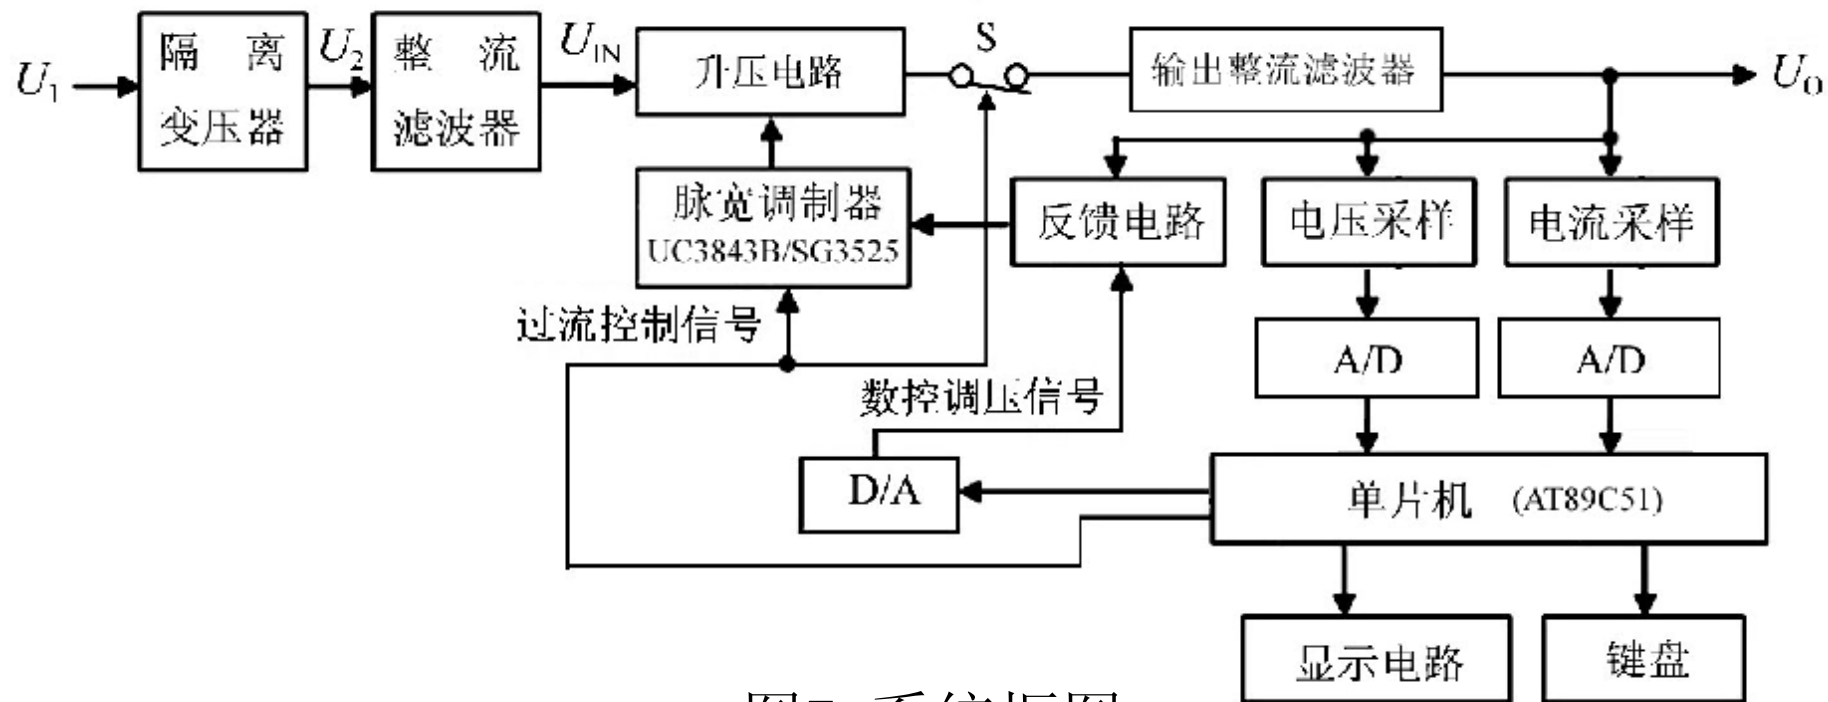 U1
隔 离
变压器
U2
整 流
滤波器
UIN
升压电路
S
输出整流滤波器
UO
脉宽调制器
UC3843B/SG3525
反馈电路
电压采样
电流采样
过流控制信号
A/D
A/D
数控调压信号
D/A
单片机 (AT89C51)
显示电路
键盘